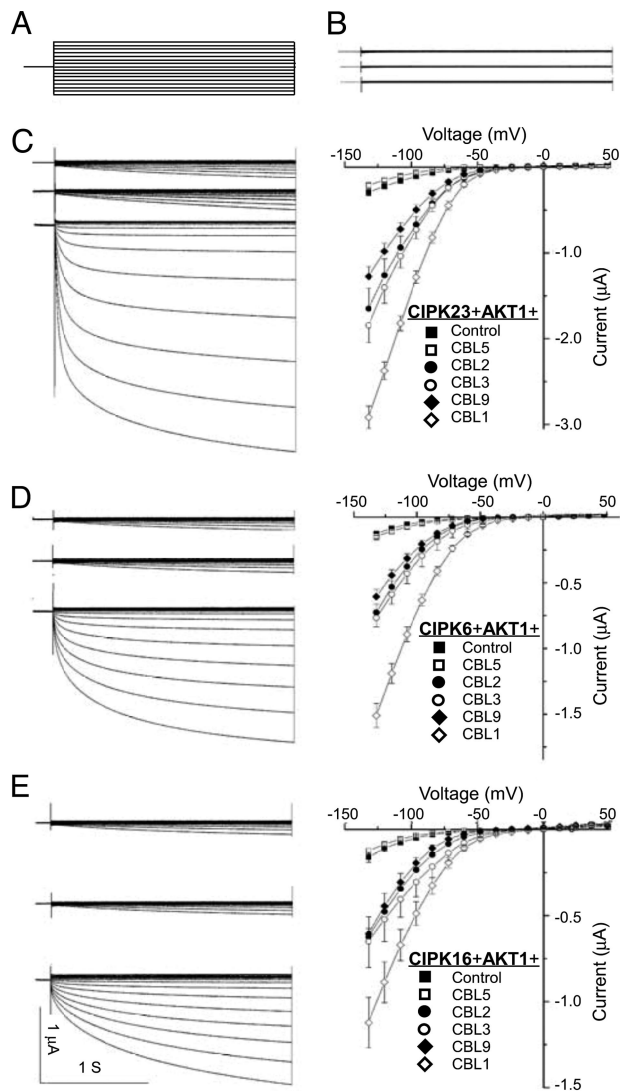 A
B
C
Voltage (mV)
-150 -100 -50 -0 50
-1.0
-2.0
-3.0
Current (µA)
CIPK23+AKT1+
Control
CBL5
CBL2
CBL3
CBL9
CBL1
D
Voltage (mV)
-150 -100 -50 0 50
-0.5
-1.0
-1.5
Current (µA)
CIPK6+AKT1+
Control
CBL5
CBL2
CBL3
CBL9
CBL1
E
Voltage (mV)
-150 -100 -50 -0 50
-0.5
-1.0
-1.5
Current (µA)
CIPK16+AKT1+
Control
CBL5
CBL2
CBL3
CBL9
CBL1
1 µA
1 S